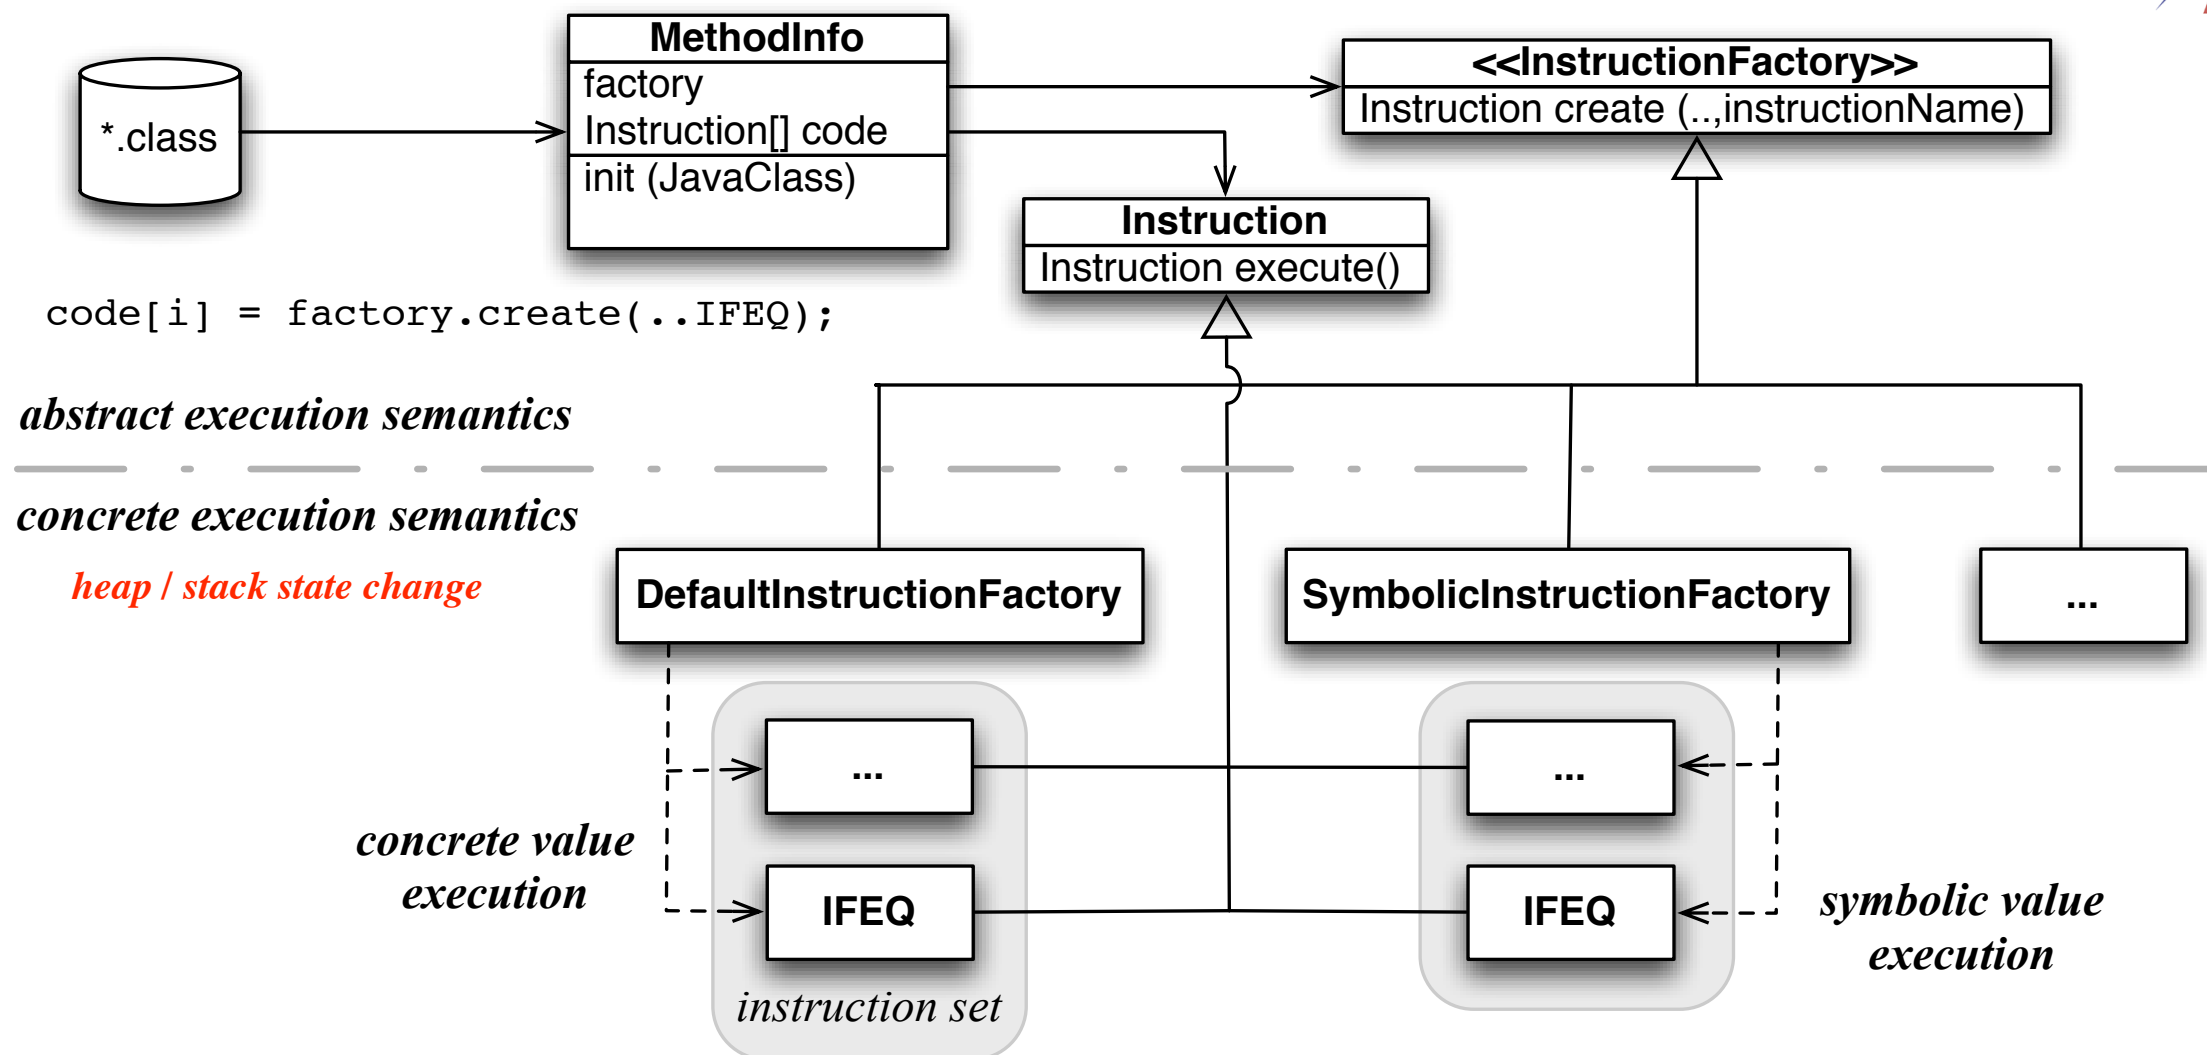 MethodInfo
factory
Instruction[] code
init (JavaClass)
<<InstructionFactory>>
Instruction create (..,instructionName)
*.class
Instruction
Instruction execute()
code[i] = factory.create(..IFEQ);
abstract execution semantics
concrete execution semantics
heap / stack state change
DefaultInstructionFactory
SymbolicInstructionFactory
...
...
...
concrete value
execution
IFEQ
IFEQ
symbolic value
execution
instruction set